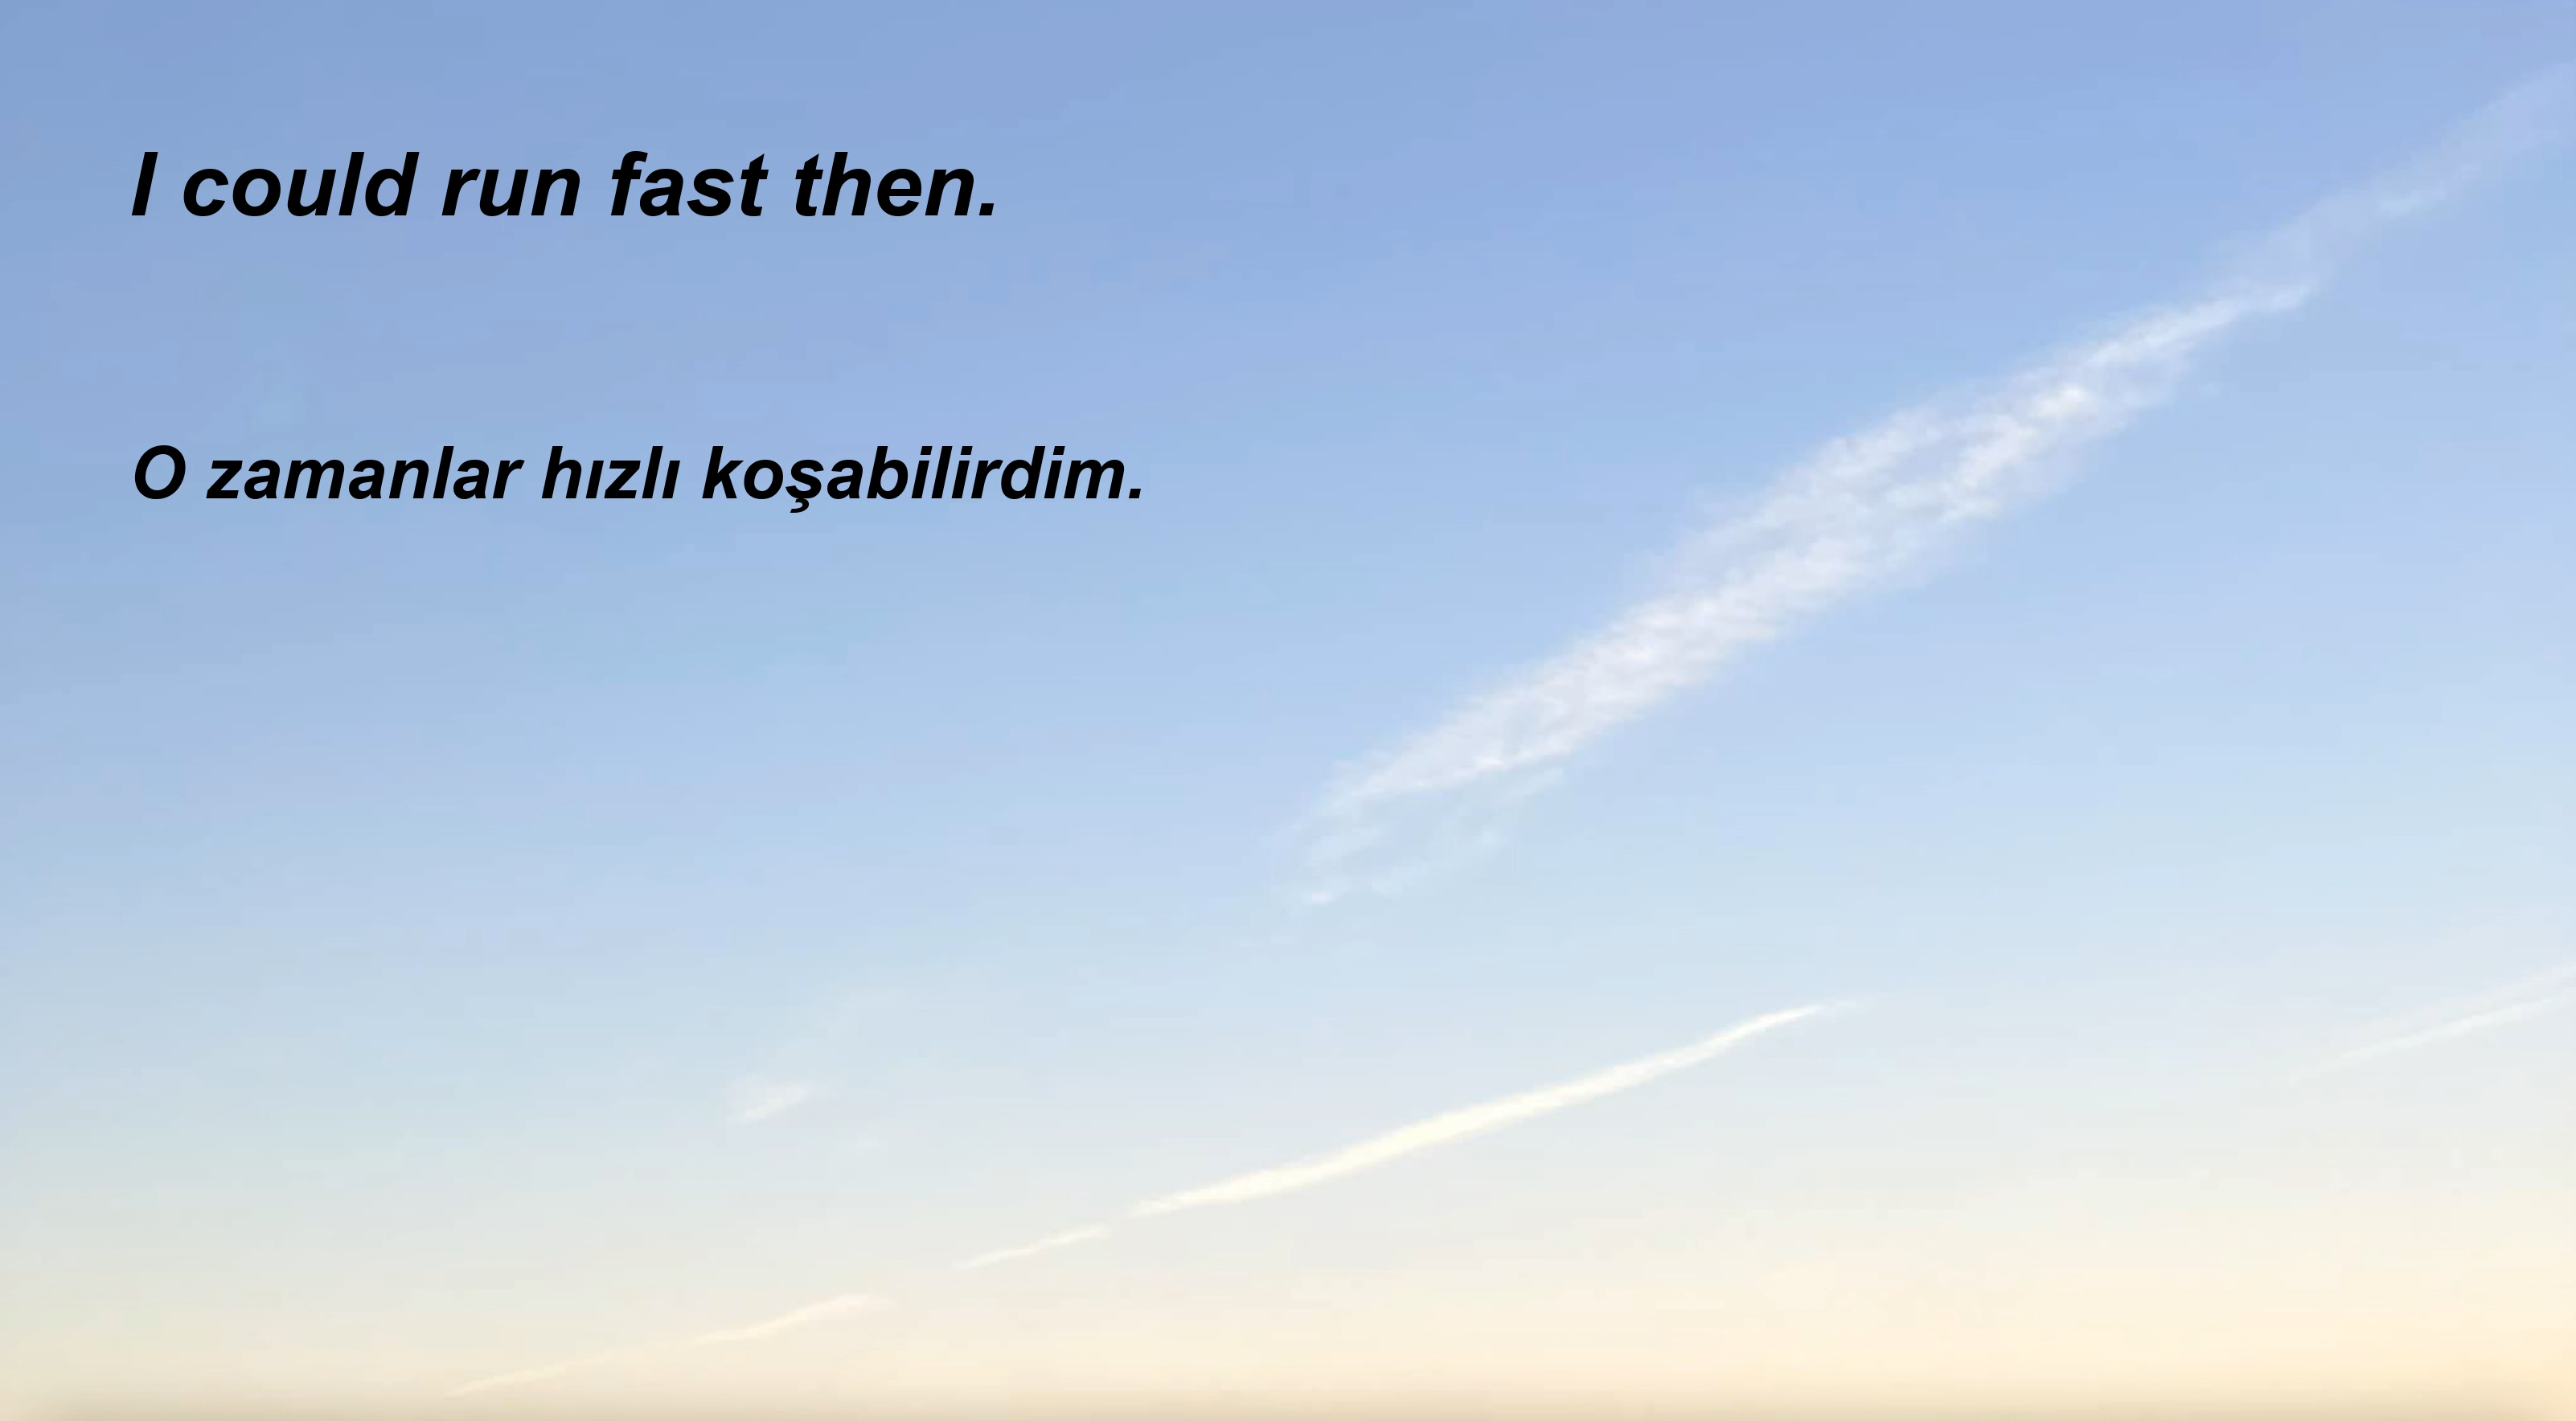 I could run fast then.
O zamanlar hızlı koşabilirdim.